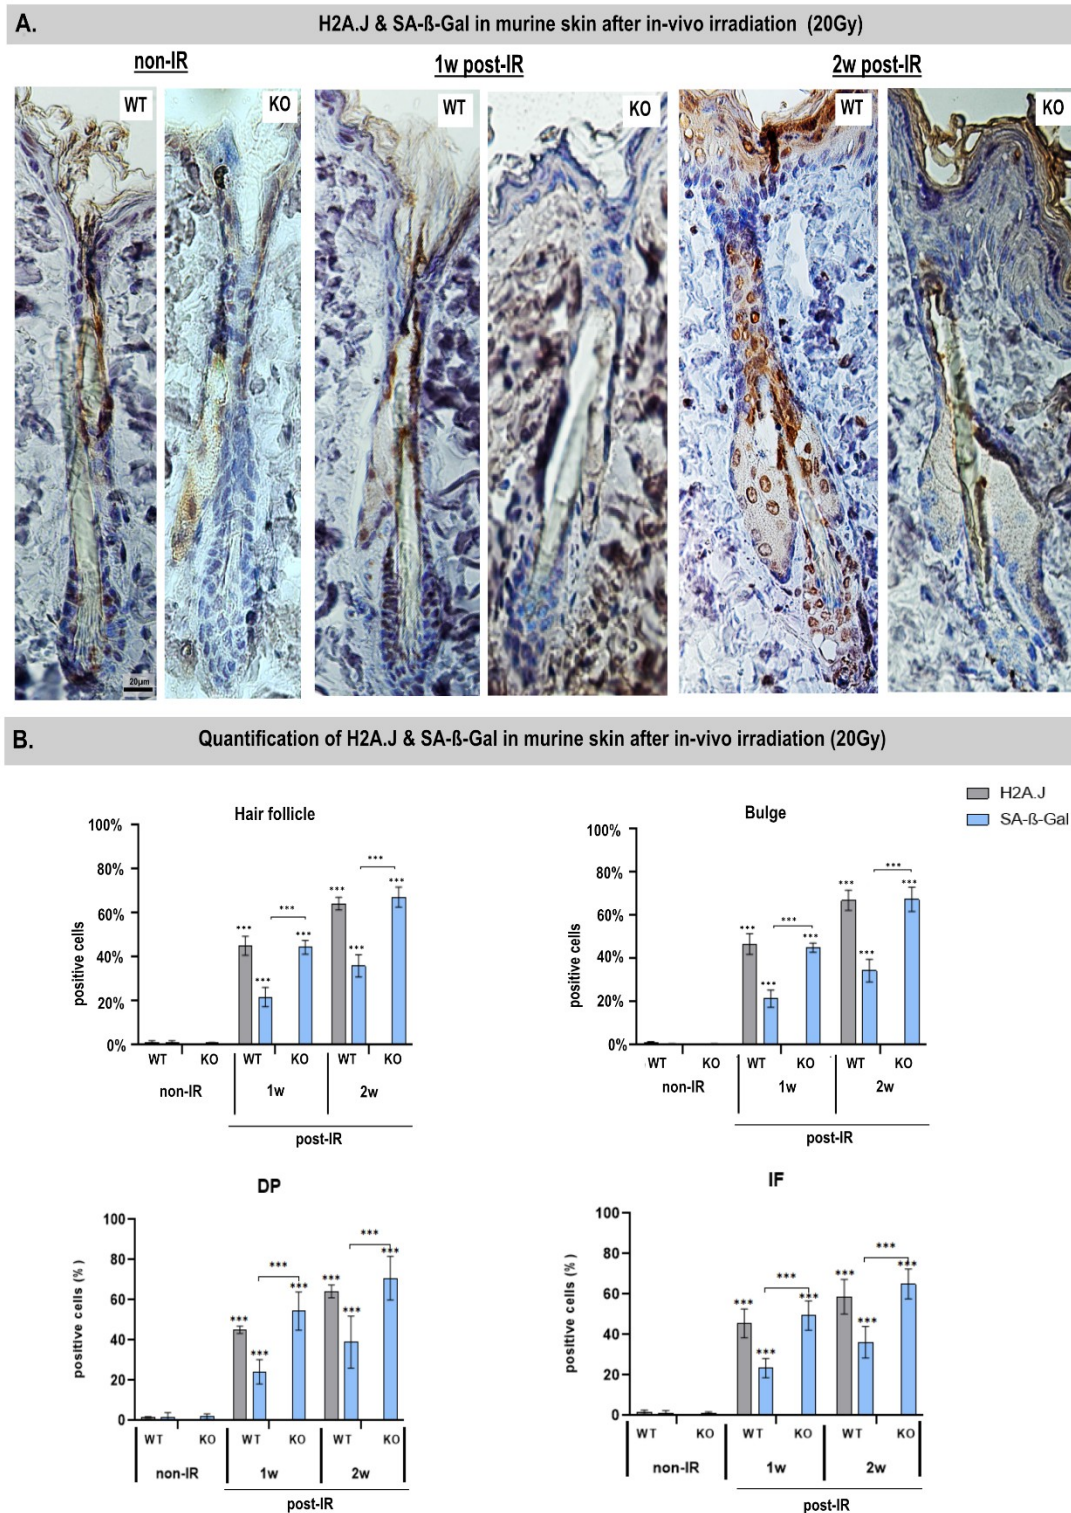 A. H2A.J & SA-ß-Gal in murine skin after in-vivo irradiation (20Gy)
non-IR 1w post-IR 2w post-IR
WT KO WT KO WT KO
20µm
B. Quantification of H2A.J & SA-ß-Gal in murine skin after in-vivo irradiation (20Gy)
H2A.J
SA-ß-Gal
Hair follicle
100%
80%
60%
40%
20%
0%
positive cells
*** *** *** *** *** *** *** ***
WT KO WT KO WT KO
non-IR 1w 2w
post-IR
Bulge
100%
80%
60%
40%
20%
0%
positive cells
*** *** *** *** *** *** *** ***
WT KO WT KO WT KO
non-IR 1w 2w
post-IR
DP
100
80
60
40
20
0
positive cells (%)
*** *** *** *** *** *** *** ***
WT KO WT KO WT KO
non-IR 1w 2w
post-IR
IF
100
80
60
40
20
0
positive cells (%)
*** *** *** *** *** *** *** ***
WT KO WT KO WT KO
non-IR 1w 2w
post-IR